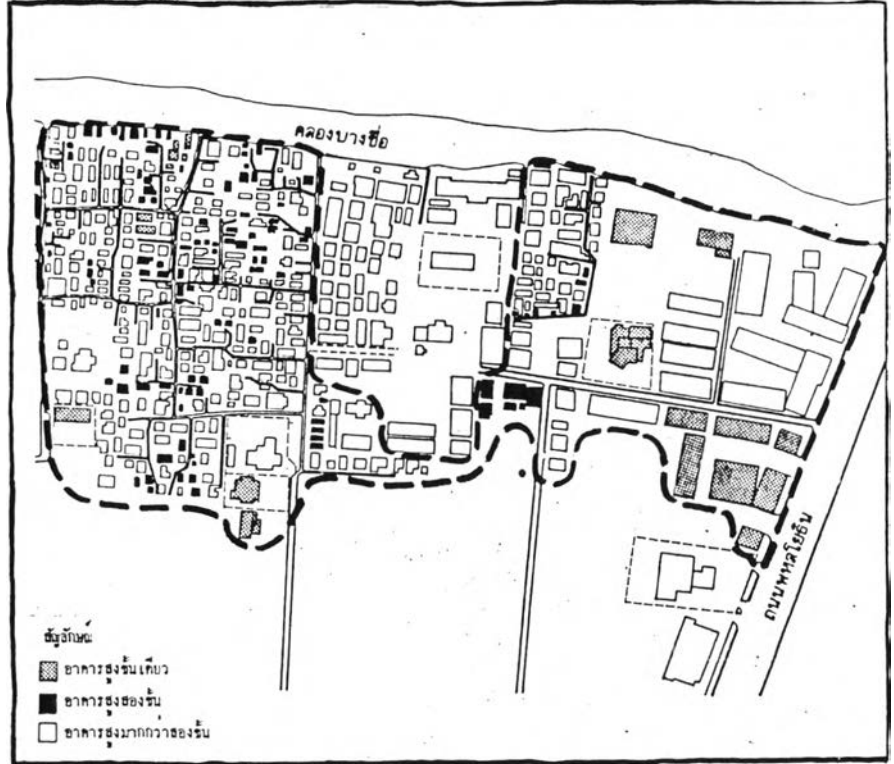 คลองบางซื่อ
ถนนพหลโยธิน
สัญลักษณ์
อาคารสูงชั้นเดียว
อาคารสูงสองชั้น
อาคารสูงมากกว่าสองชั้น